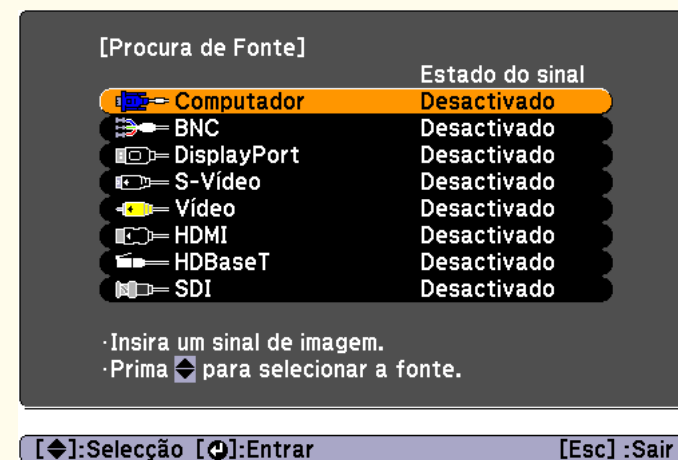 [Procura de Fonte]
Estado do sinal
Computador Desactivado
BNC Desactivado
DisplayPort Desactivado
S-Vídeo Desactivado
Vídeo Desactivado
HDMI Desactivado
HDBaseT Desactivado
SDI Desactivado
·Insira um sinal de imagem.
·Prima para selecionar a fonte.
[]:Selecção []:Entrar [Esc] :Sair